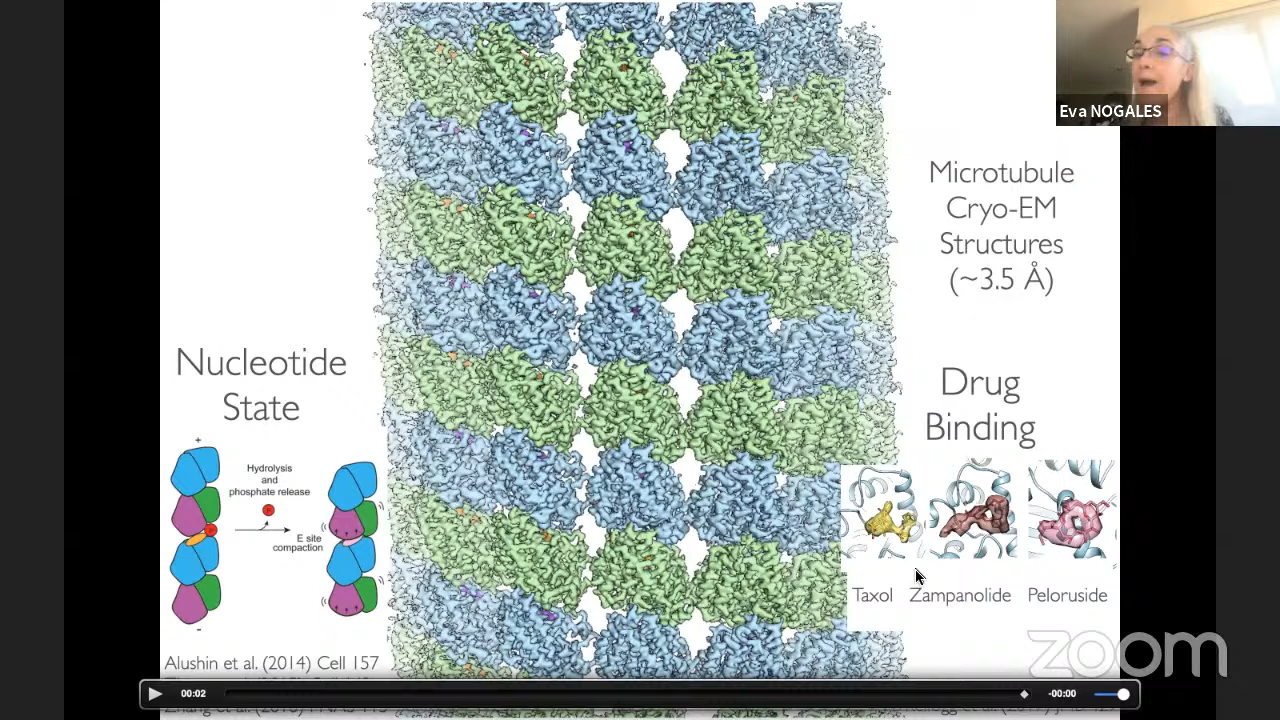 Eva NOGALES
Microtubule
Cryo-EM
Structures
(~3.5 Å)
Nucleotide
State
+
Hydrolysis
and
phosphate release
P
P
E site
compaction
-
Drug
Binding
Taxol Zampanolide Peloruside
Alushin et al. (2014) Cell 157
zoom
00:02
-00:00